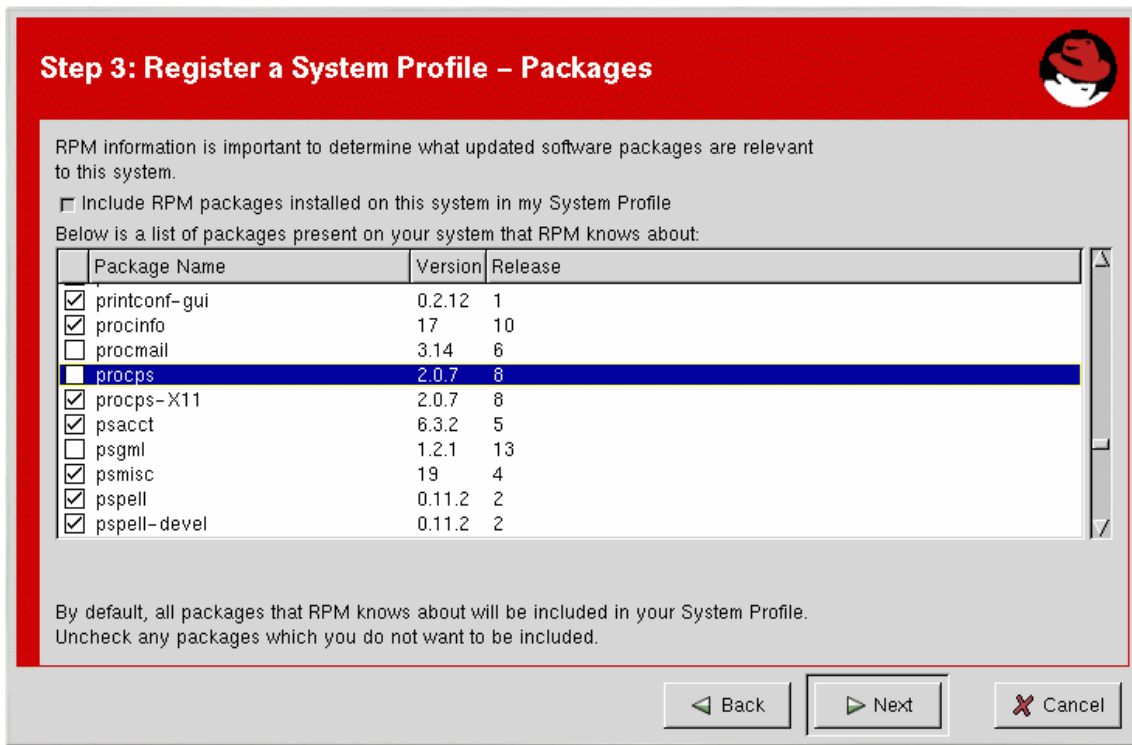 Step 3: Register a System Profile – Packages
RPM information is important to determine what updated software packages are relevant
to this system.
Include RPM packages installed on this system in my System Profile
Below is a list of packages present on your system that RPM knows about:
Package Name Version Release
printconf-gui 0.2.12 1
procinfo 17 10
procmail 3.14 6
procps 2.0.7 8
procps-X11 2.0.7 8
psacct 6.3.2 5
psgml 1.2.1 13
psmisc 19 4
pspell 0.11.2 2
pspell-devel 0.11.2 2
By default, all packages that RPM knows about will be included in your System Profile.
Uncheck any packages which you do not want to be included.
Back Next Cancel